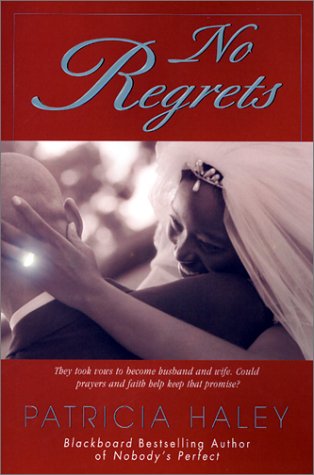 No
Regrets
They took vows to become husband and wife. Could
prayers and faith help keep that promise?
PATRICIA HALEY
Blackboard Bestselling Author
of Nobody's Perfect